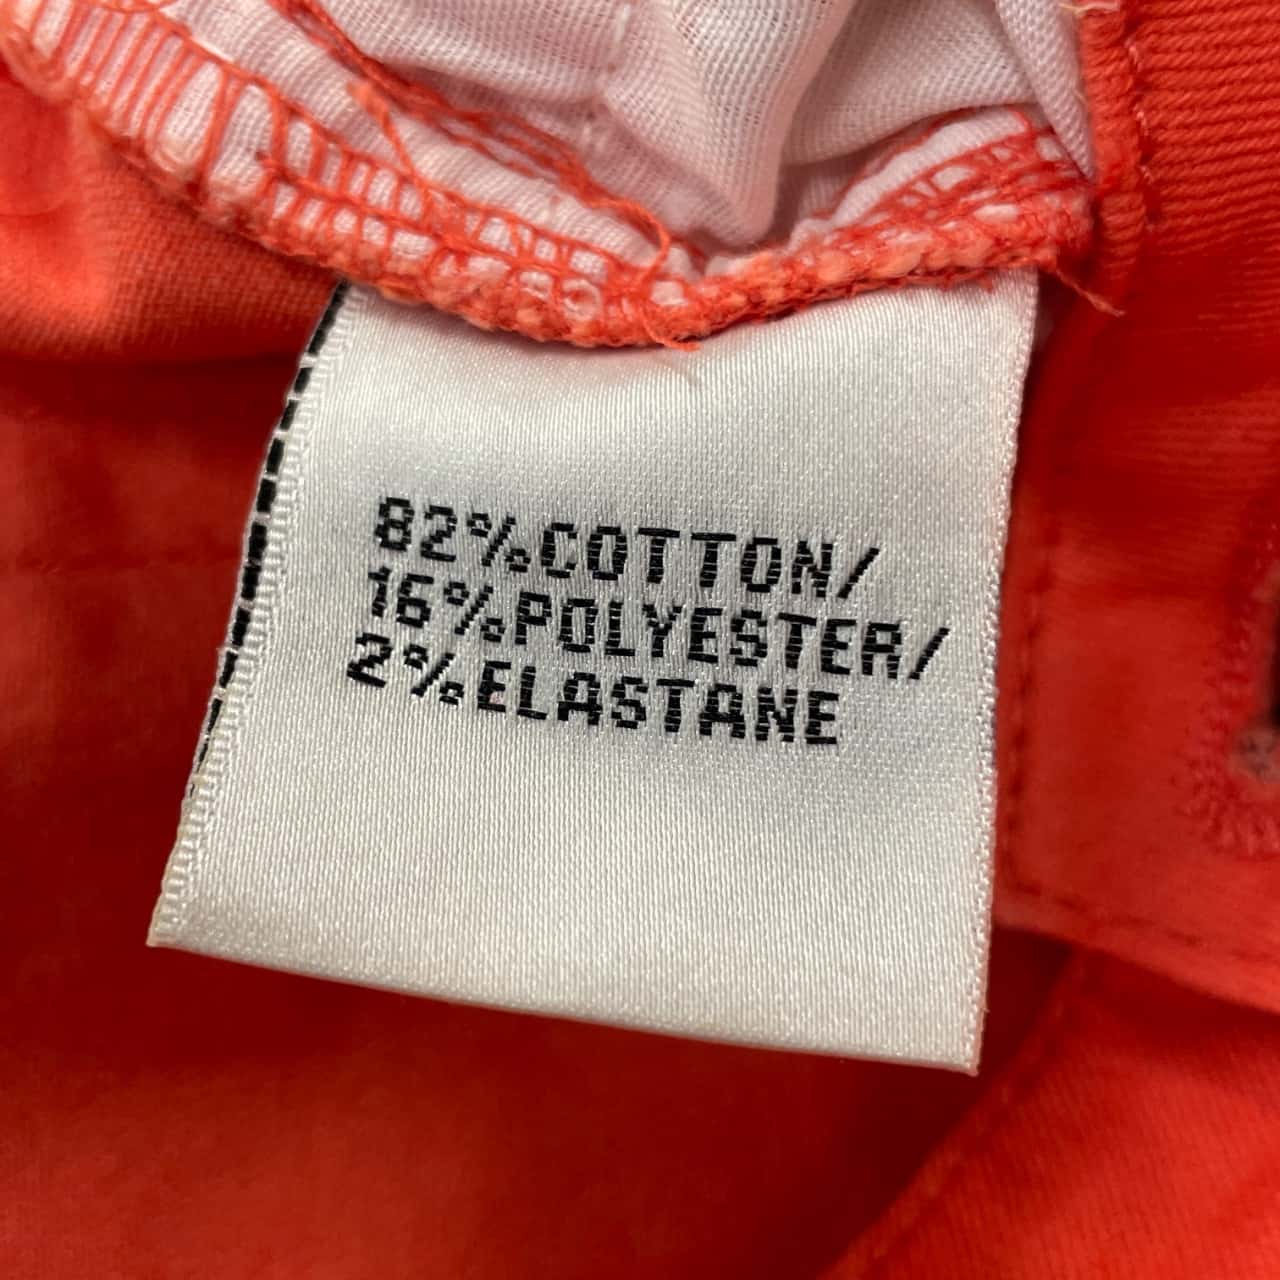 82%COTTON/
16%POLYESTER/
2%ELASTANE